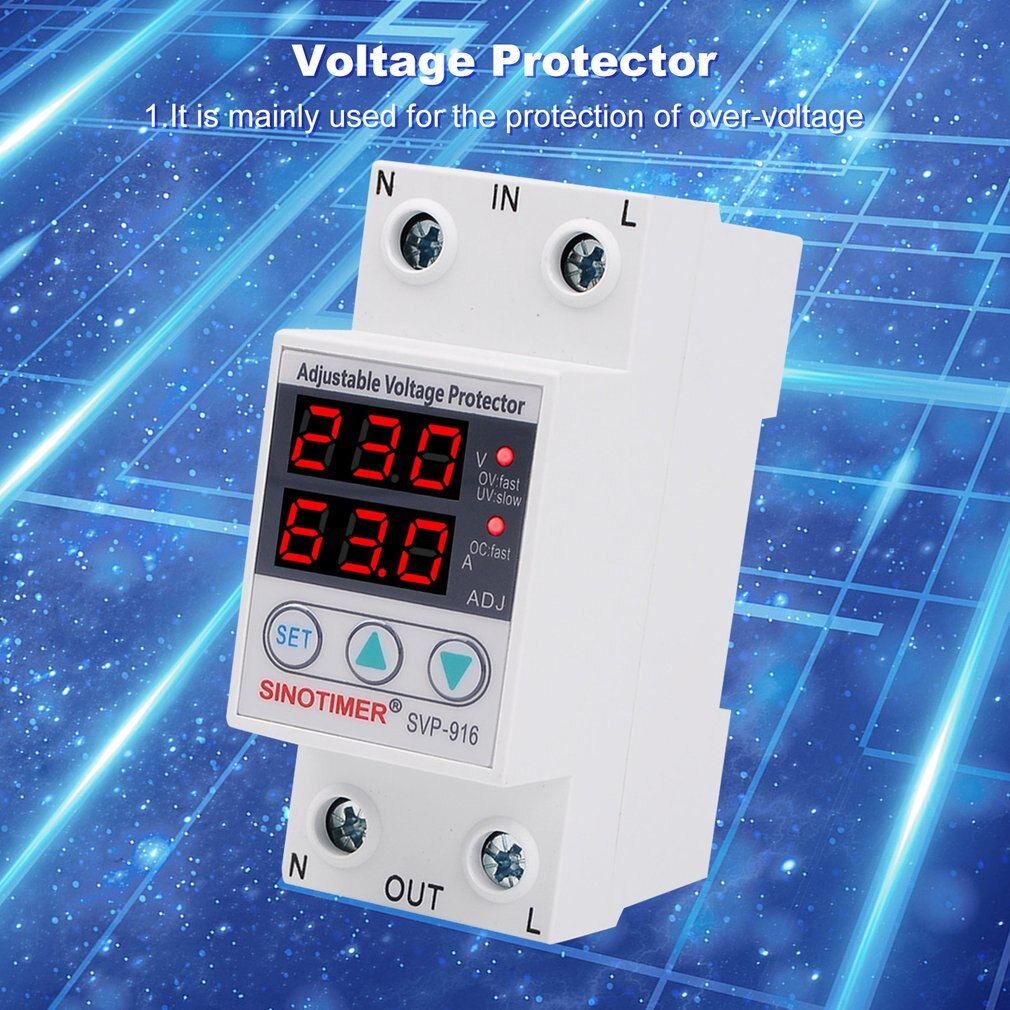 Voltage Protector
1.It is mainly used for the protection of over-voltage
N IN L
Adjustable Voltage Protector
230
V
OV:fast
UV:slow
63.0
OC:fast
A
ADJ
SET
SINOTIMER®
SVP-916
N OUT L